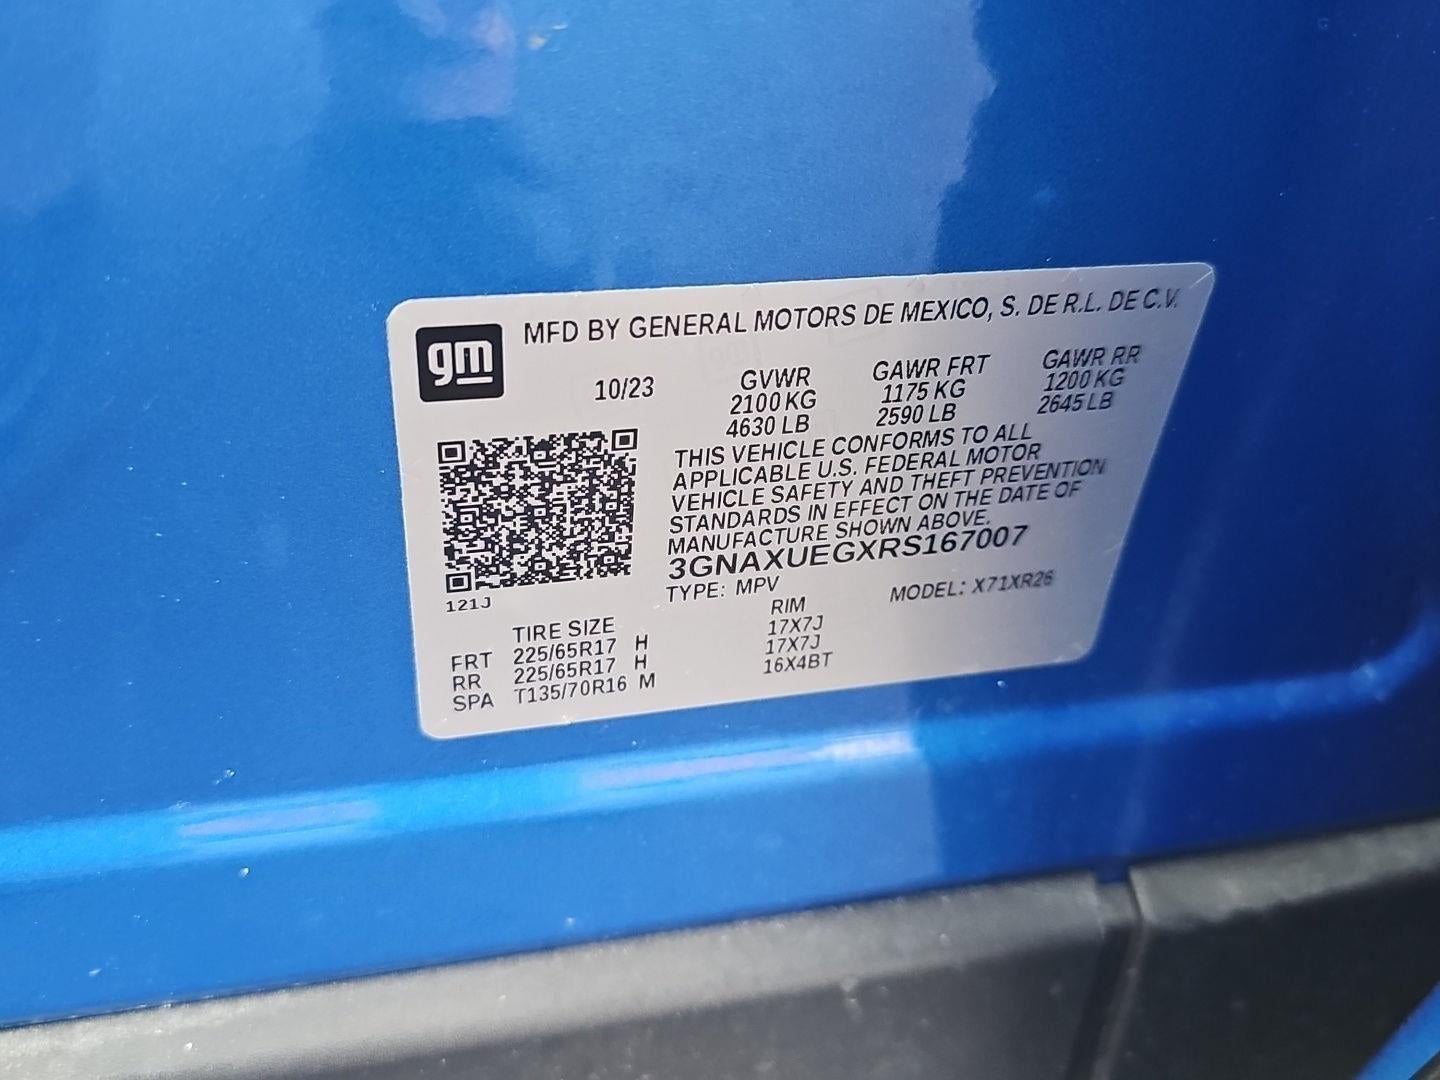 gm
MFD BY GENERAL MOTORS DE MEXICO, S. DE R.L. DE C.V.
10/23 GVWR GAWR FRT GAWR RR
2100 KG 1175 KG 1200 KG
4630 LB 2590 LB 2645 LB
THIS VEHICLE CONFORMS TO ALL
APPLICABLE U.S. FEDERAL MOTOR
VEHICLE SAFETY AND THEFT PREVENTION
STANDARDS IN EFFECT ON THE DATE OF
MANUFACTURE SHOWN ABOVE.
3GNAXUEGXRS167007
TYPE: MPV MODEL: X71XR26
121J
TIRE SIZE RIM
FRT 225/65R17 H 17X7J
RR 225/65R17 H 17X7J
SPA T135/70R16 M 16X4BT